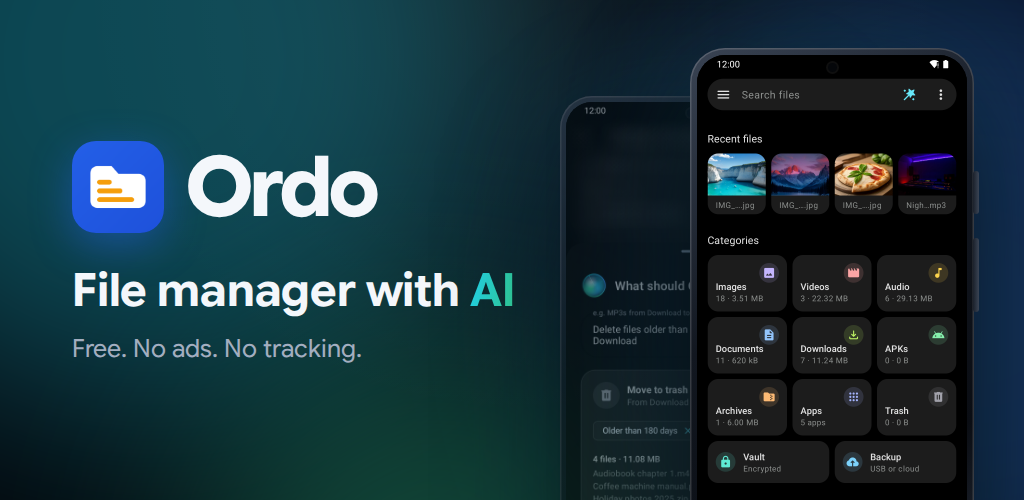 Ordo
File manager with AI
Free. No ads. No tracking.
12:00
What should
e.g. MP3s from Download
Delete files older than
Download
Move to trash
From Download
Older than 180 days ×
4 files · 11.08 MB
Audiobook chapter 1.m4
Coffee machine manual.
Holiday photos 2025
12:00
Search files
Recent files
IMG_....jpg
IMG_....jpg
IMG_....jpg
Nigh...mp3
Categories
Images
18 · 3.51 MB
Videos
3 · 22.32 MB
Audio
6 · 29.13 MB
Documents
11 · 620 kB
Downloads
7 · 11.24 MB
APKs
0 · 0 B
Archives
1 · 6.00 MB
Apps
5 apps
Trash
0 · 0 B
Vault
Encrypted
Backup
USB or cloud